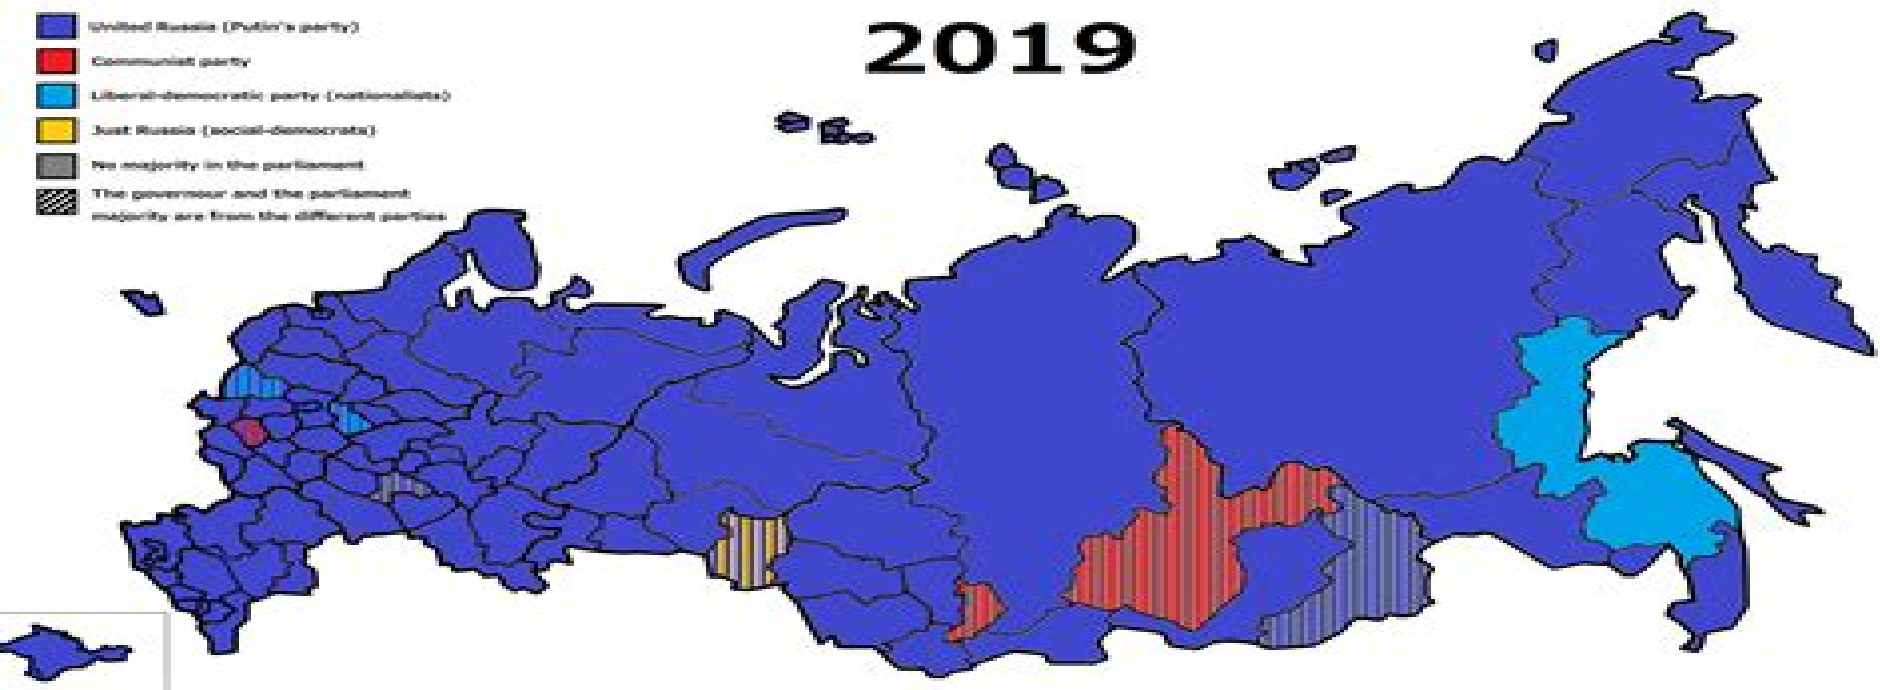 2019
United Russia (Putin's party)
Communist party
Liberal-democratic party (nationalists)
Just Russia (social-democrats)
No majority in the parliament
The governour and the parliament
majority are from the different parties